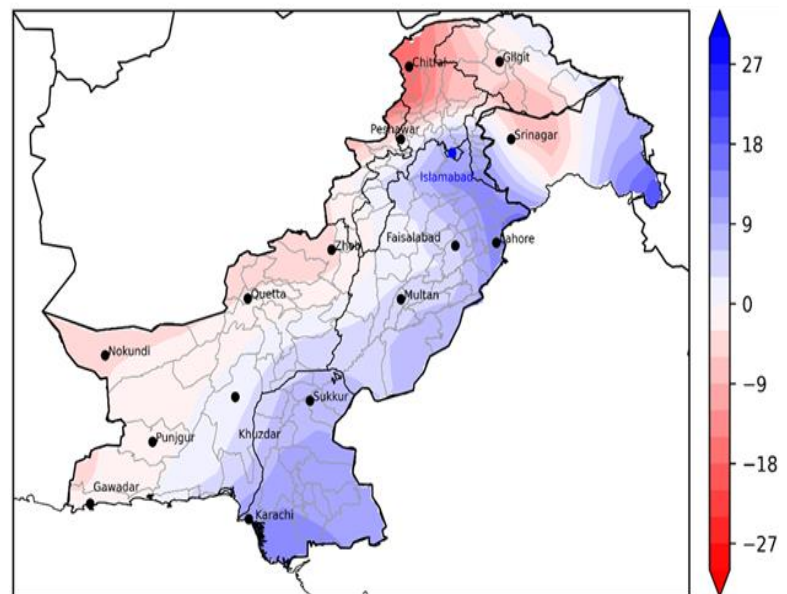 Chitral
Gilgit
Peshawar
Srinagar
Islamabad
Faisalabad
Lahore
Zhob
Quetta
Multan
Nokundi
Sukkur
Punjgur
Khuzdar
Gawadar
Karachi
27
18
9
0
−9
−18
−27